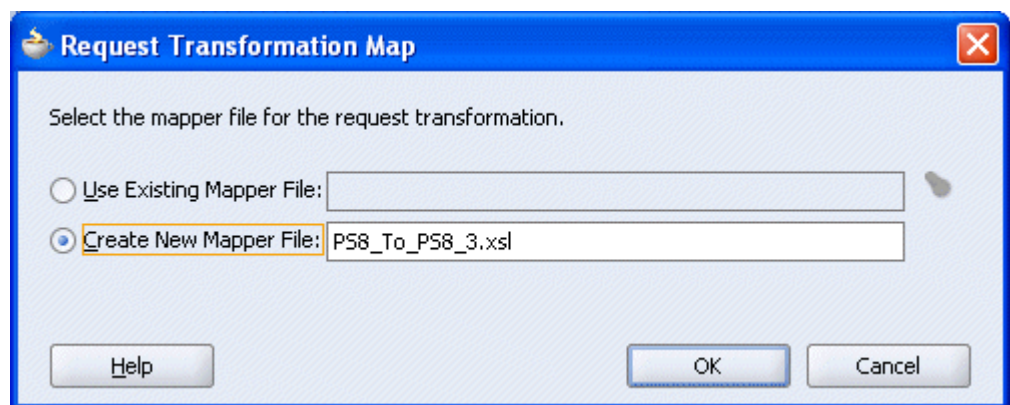 Request Transformation Map
Select the mapper file for the request transformation.
Use Existing Mapper File:
Create New Mapper File: PS8_To_PS8_3.xsl
Help OK Cancel